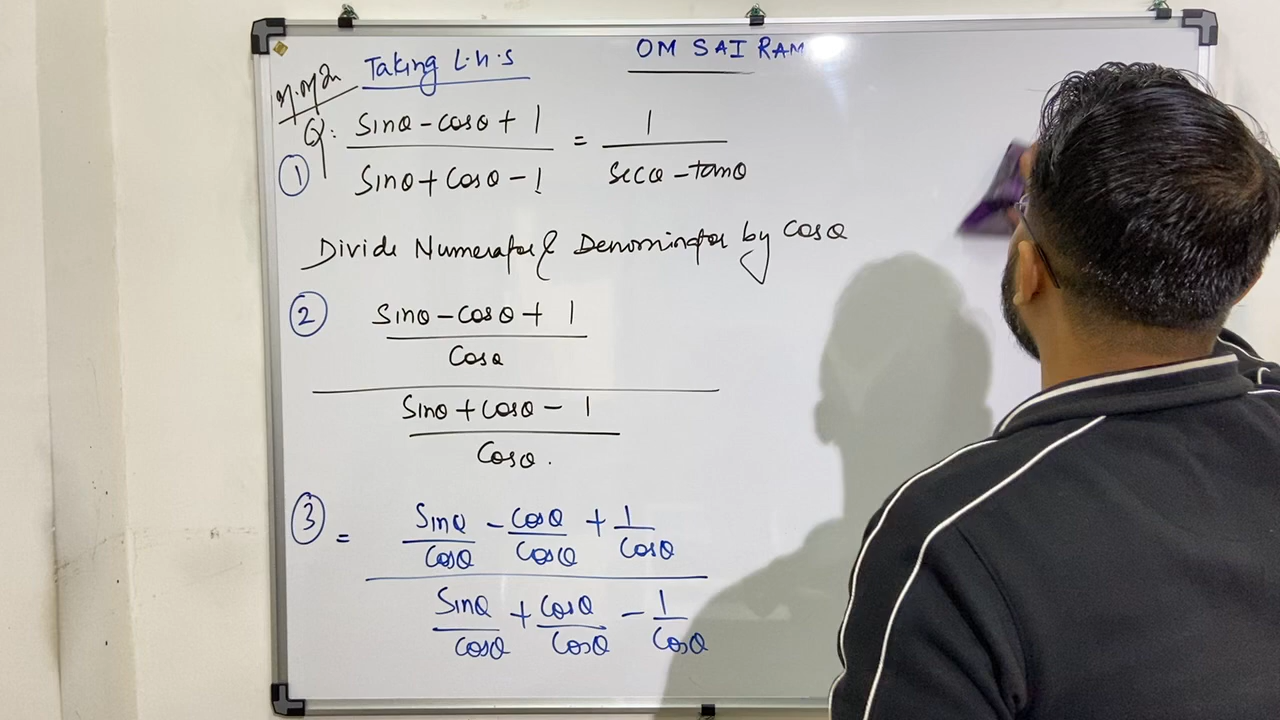 OM SAI RAM
Taking L.H.S
Q: Sinθ - cosθ + 1 / Sinθ + Cosθ - 1 = 1 / Secθ - tanθ
①
Divide Numerator & Denominator by Cosθ
②
Sinθ - Cosθ + 1
Cosθ
Sinθ + Cosθ - 1
Cosθ.
③ = Sinθ/Cosθ - Cosθ/Cosθ + 1/Cosθ
Sinθ/Cosθ + Cosθ/Cosθ - 1/Cosθ